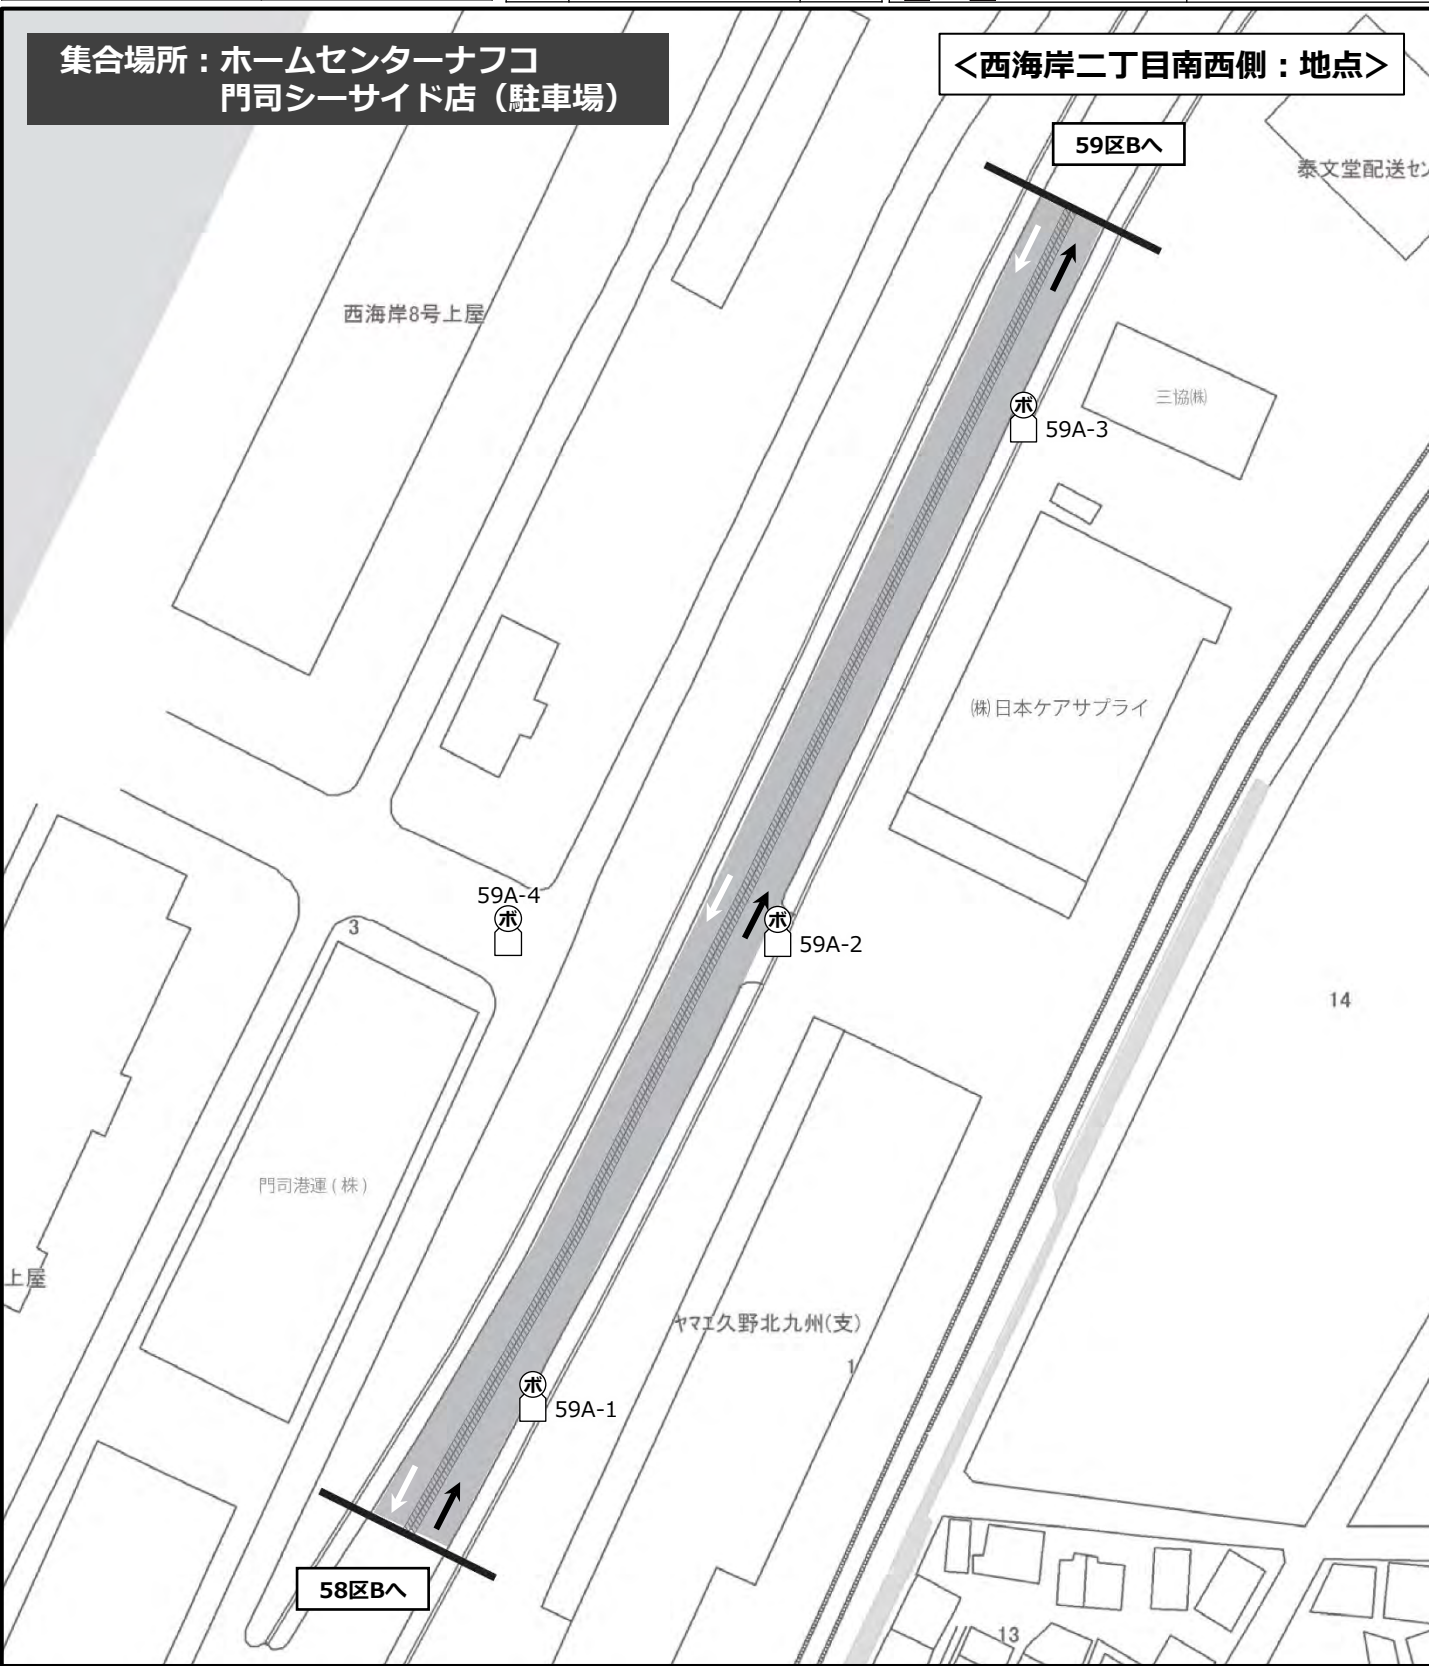 集合場所：ホームセンターナフコ
門司シーサイド店（駐車場）
＜西海岸二丁目南西側：地点＞
59区Bへ
泰文堂配送セン
西海岸8号上屋
三協㈱
ボ
59A-3
㈱日本ケアサプライ
59A-4
ボ
3
ボ
59A-2
14
門司港運(株)
上屋
ヤマエ久野北九州(支)
1
ボ
59A-1
58区Bへ
13